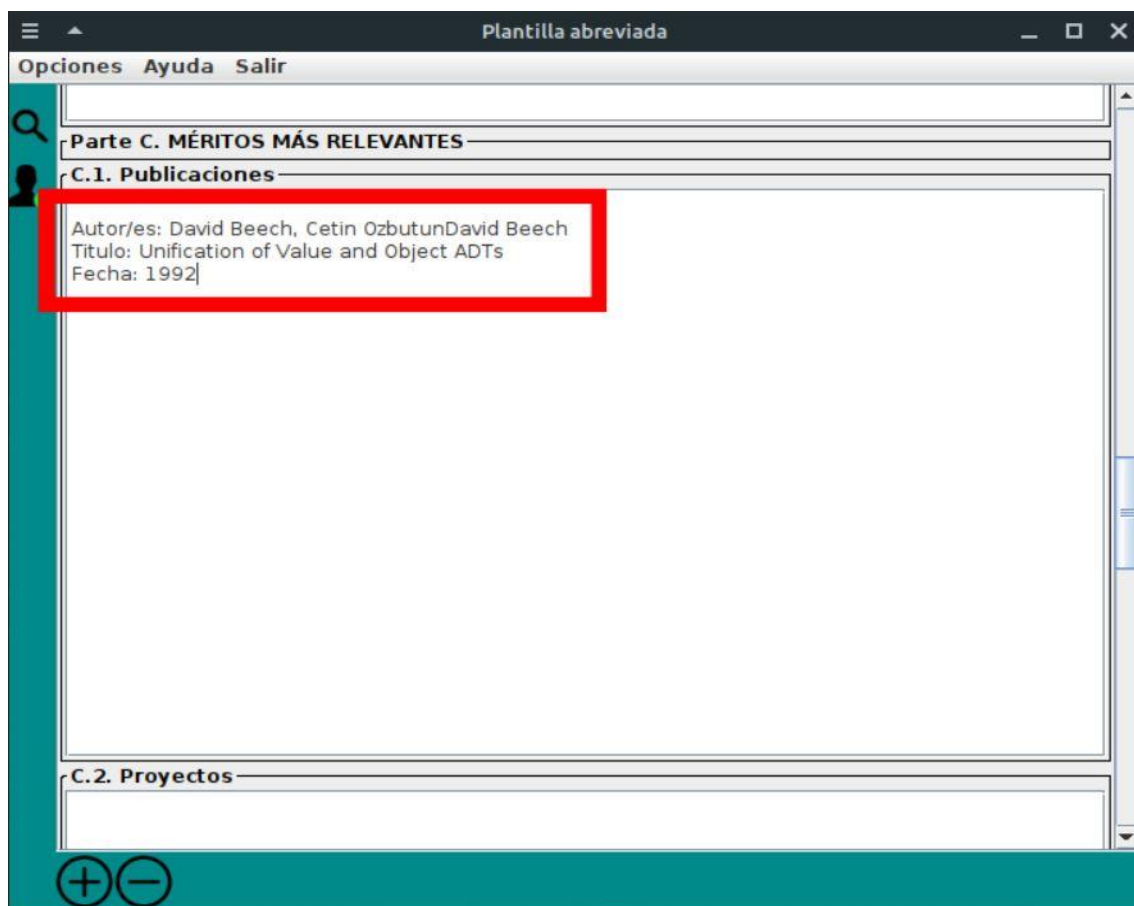 Plantilla abreviada
Opciones Ayuda Salir
Parte C. MÉRITOS MÁS RELEVANTES
C.1. Publicaciones
Autor/es: David Beech, Cetin OzbutunDavid Beech
Titulo: Unification of Value and Object ADTs
Fecha: 1992
C.2. Proyectos